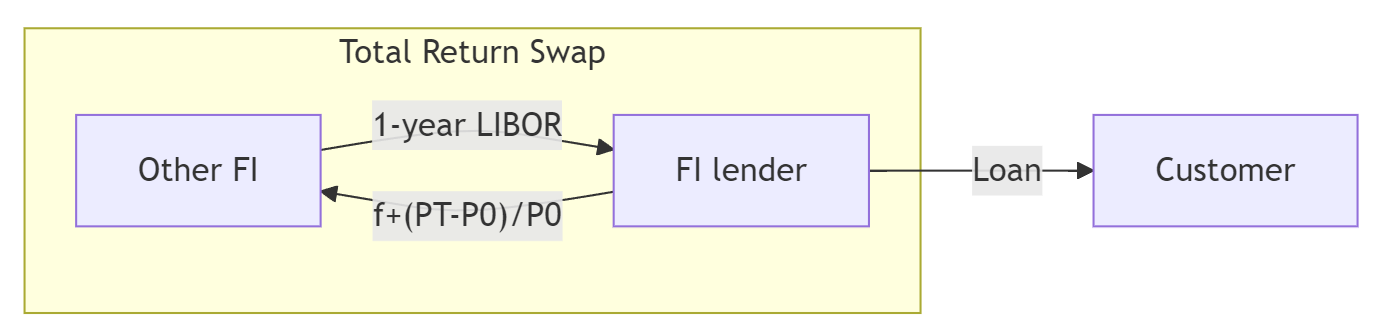 Total Return Swap
1-year LIBOR
Other FI
FI lender
Loan
Customer
f+(PT-P0)/P0